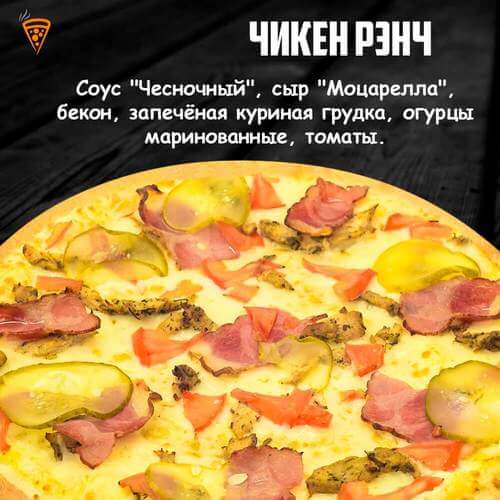 ЧИКЕН РЭНЧ
Соус "Чесночный", сыр "Моцарелла",
бекон, запечёная куриная грудка, огурцы
маринованные, томаты.